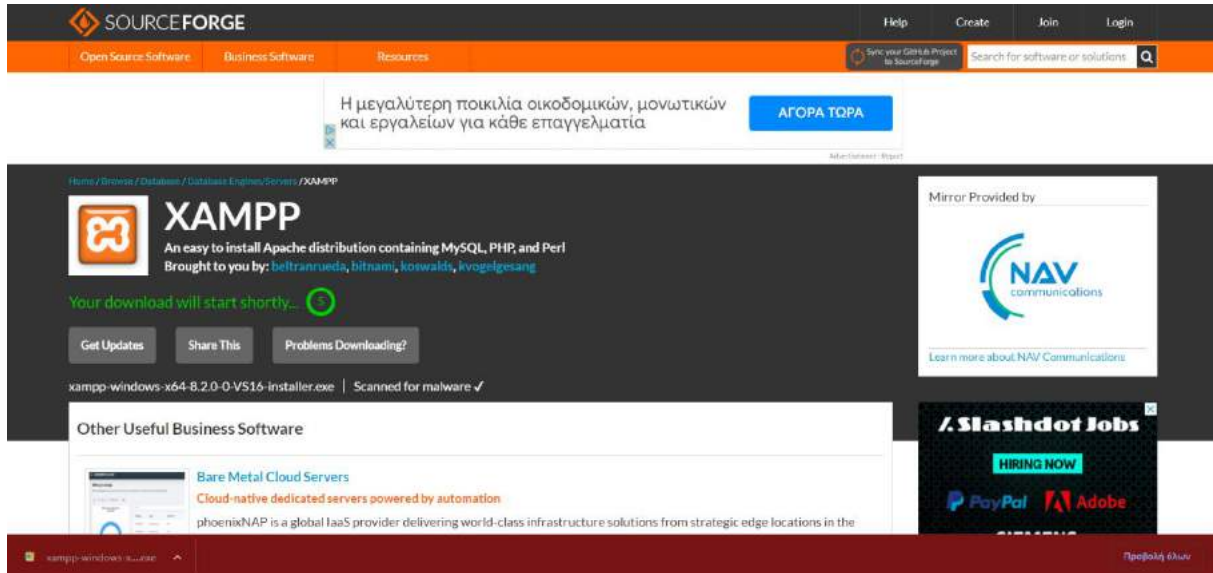 SOURCEFORGE
Help Create Join Login
Open Source Software Business Software Resources
Sync your GitHub Project
to SourceForge
Search for software or solutions
Η μεγαλύτερη ποικιλία οικοδομικών, μονωτικών
και εργαλείων για κάθε επαγγελματία
ΑΓΟΡΑ ΤΩΡΑ
Advertisement - Report
Home / Browse / Database / Database Engines/Servers / XAMPP
XAMPP
An easy to install Apache distribution containing MySQL, PHP, and Perl
Brought to you by: beltranrueda, bitnami, koswalds, kvogelgesang
Your download will start shortly... 5
Get Updates Share This Problems Downloading?
xampp-windows-x64-8.2.0-0-VS16-installer.exe | Scanned for malware ✓
Mirror Provided by
NAV
communications
Learn more about NAV Communications
Other Useful Business Software
Bare Metal Cloud Servers
Cloud-native dedicated servers powered by automation
phoenixNAP is a global IaaS provider delivering world-class infrastructure solutions from strategic edge locations in the
/. Slashdot Jobs
HIRING NOW
PayPal Adobe
SIEMENS
xampp-windows-x....exe
Προβολή όλων